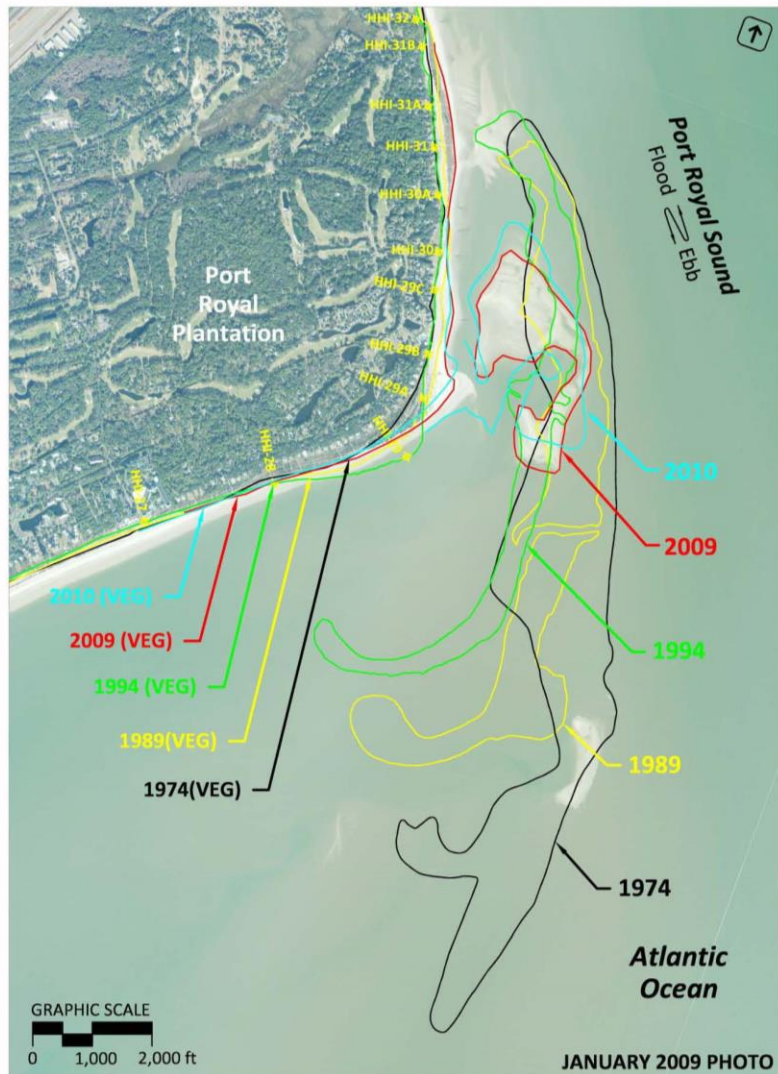 HHI-32
HHI-31B
HHI-31A
HHI-31
HHI-30A
HHI-30
HHI-29C
HHI-29B
HHI-29A
HHI-28
HHI-27
Port Royal Sound
Flood
Ebb
Port
Royal
Plantation
2010
2009
1994
1989
1974
2010 (VEG)
2009 (VEG)
1994 (VEG)
1989(VEG)
1974(VEG)
Atlantic
Ocean
GRAPHIC SCALE
0 1,000 2,000 ft
JANUARY 2009 PHOTO